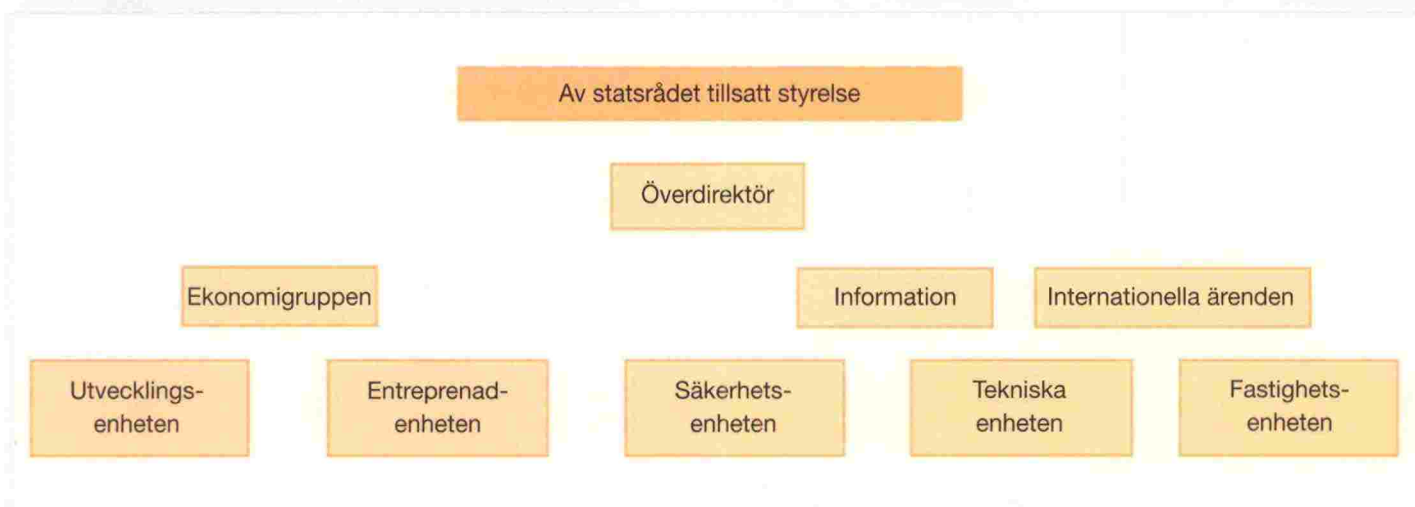 Av statsrådet tillsatt styrelse
Överdirektör
Ekonomigruppen
Information
Internationella ärenden
Utvecklings-
enheten
Entreprenad-
enheten
Säkerhets-
enheten
Tekniska
enheten
Fastighets-
enheten